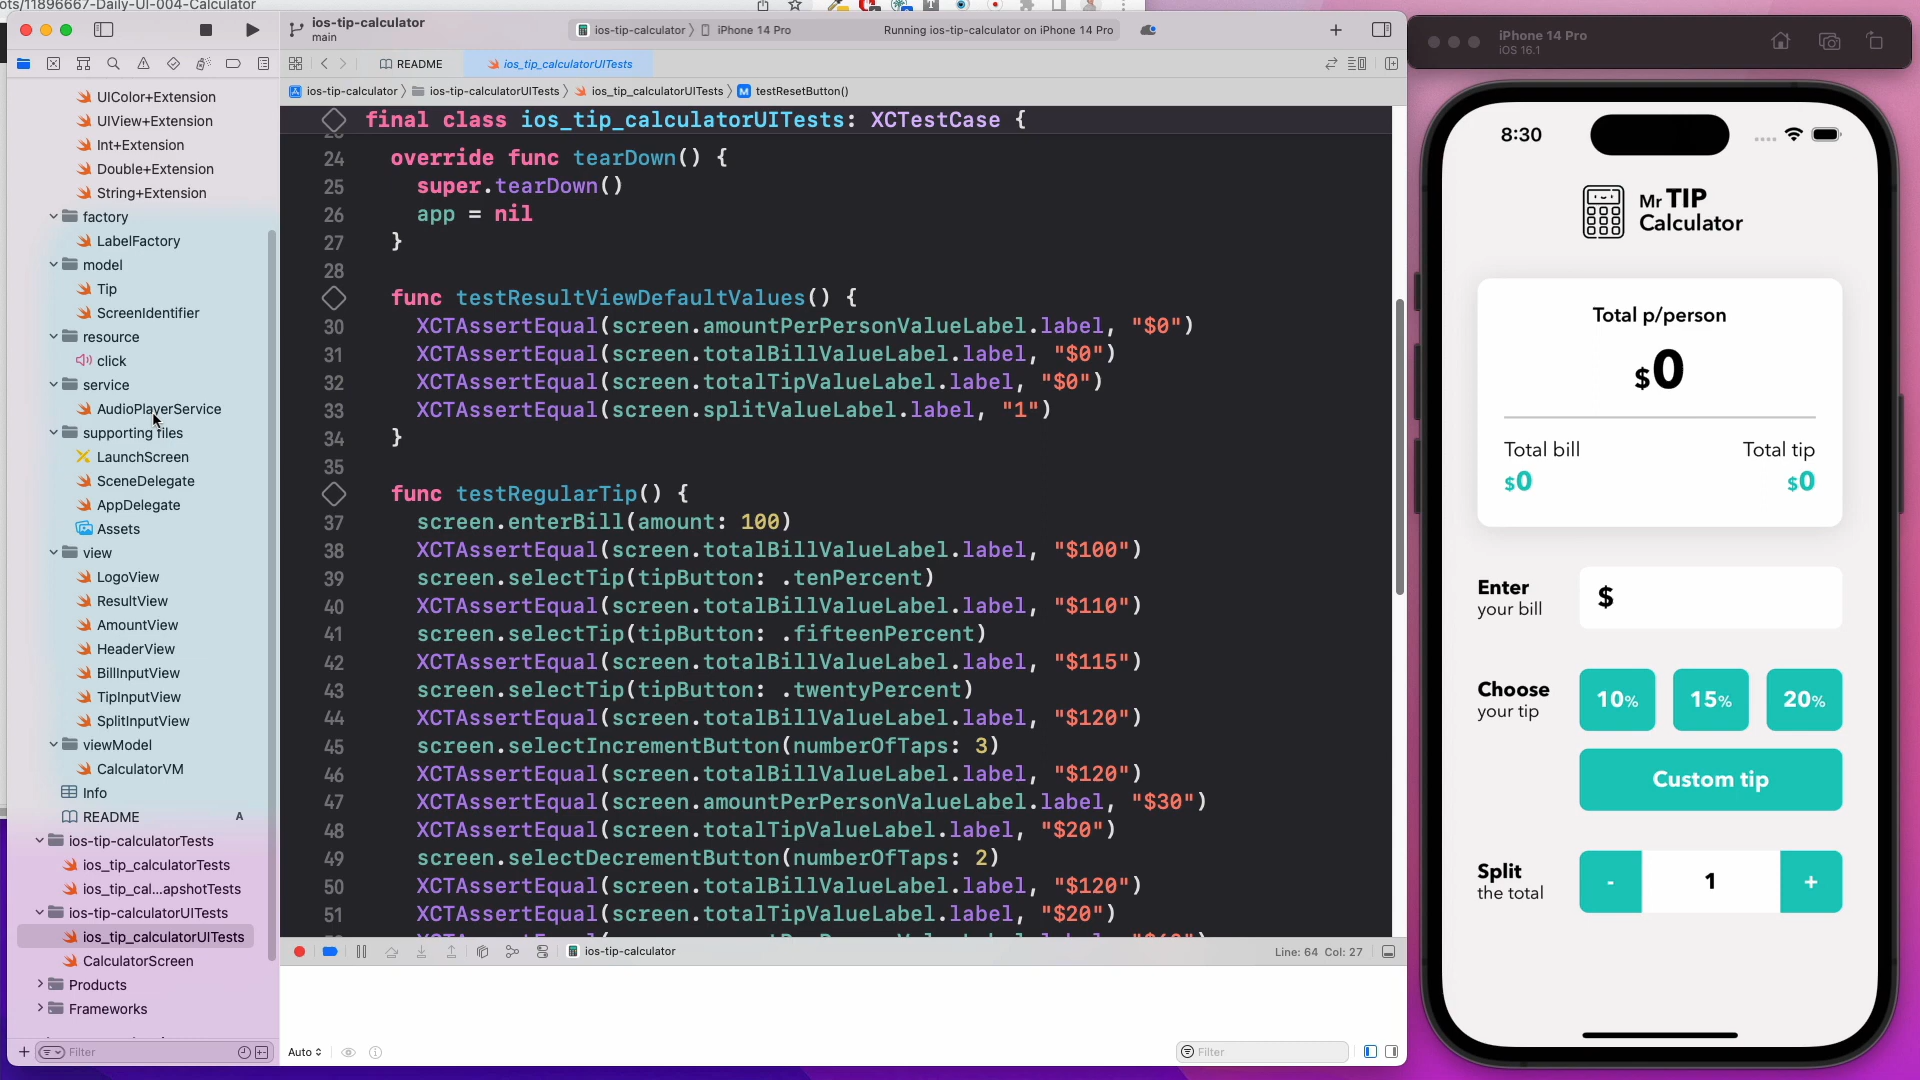 ots/11896667-Daily-UI-004-Calculator
ios-tip-calculator
main
ios-tip-calculator
iPhone 14 Pro
Running ios-tip-calculator on iPhone 14 Pro
README
ios_tip_calculatorUITests
ios-tip-calculator
ios-tip-calculatorUITests
ios_tip_calculatorUITests
M
testResetButton()
UIColor+Extension
UIView+Extension
Int+Extension
Double+Extension
String+Extension
factory
LabelFactory
model
Tip
ScreenIdentifier
resource
click
service
AudioPlayerService
supporting files
LaunchScreen
SceneDelegate
AppDelegate
Assets
view
LogoView
ResultView
AmountView
HeaderView
BillInputView
TipInputView
SplitInputView
viewModel
CalculatorVM
Info
README A
ios-tip-calculatorTests
ios_tip_calculatorTests
ios_tip_cal...apshotTests
ios-tip-calculatorUITests
ios_tip_calculatorUITests
CalculatorScreen
Products
Frameworks
Filter
final class ios_tip_calculatorUITests: XCTestCase {
24 override func tearDown() {
25 super.tearDown()
26 app = nil
27 }
28
func testResultViewDefaultValues() {
30 XCTAssertEqual(screen.amountPerPersonValueLabel.label, "$0")
31 XCTAssertEqual(screen.totalBillValueLabel.label, "$0")
32 XCTAssertEqual(screen.totalTipValueLabel.label, "$0")
33 XCTAssertEqual(screen.splitValueLabel.label, "1")
34 }
35
func testRegularTip() {
37 screen.enterBill(amount: 100)
38 XCTAssertEqual(screen.totalBillValueLabel.label, "$100")
39 screen.selectTip(tipButton: .tenPercent)
40 XCTAssertEqual(screen.totalBillValueLabel.label, "$110")
41 screen.selectTip(tipButton: .fifteenPercent)
42 XCTAssertEqual(screen.totalBillValueLabel.label, "$115")
43 screen.selectTip(tipButton: .twentyPercent)
44 XCTAssertEqual(screen.totalBillValueLabel.label, "$120")
45 screen.selectIncrementButton(numberOfTaps: 3)
46 XCTAssertEqual(screen.totalBillValueLabel.label, "$120")
47 XCTAssertEqual(screen.amountPerPersonValueLabel.label, "$30")
48 XCTAssertEqual(screen.totalTipValueLabel.label, "$20")
49 screen.selectDecrementButton(numberOfTaps: 2)
50 XCTAssertEqual(screen.totalBillValueLabel.label, "$120")
51 XCTAssertEqual(screen.totalTipValueLabel.label, "$20")
ios-tip-calculator
Line: 64 Col: 27
Auto
Filter
iPhone 14 Pro
iOS 16.1
8:30
Mr TIP
Calculator
Total p/person
$0
Total bill Total tip
$0 $0
Enter
your bill
$
Choose
your tip
10% 15% 20%
Custom tip
Split
the total
- 1 +